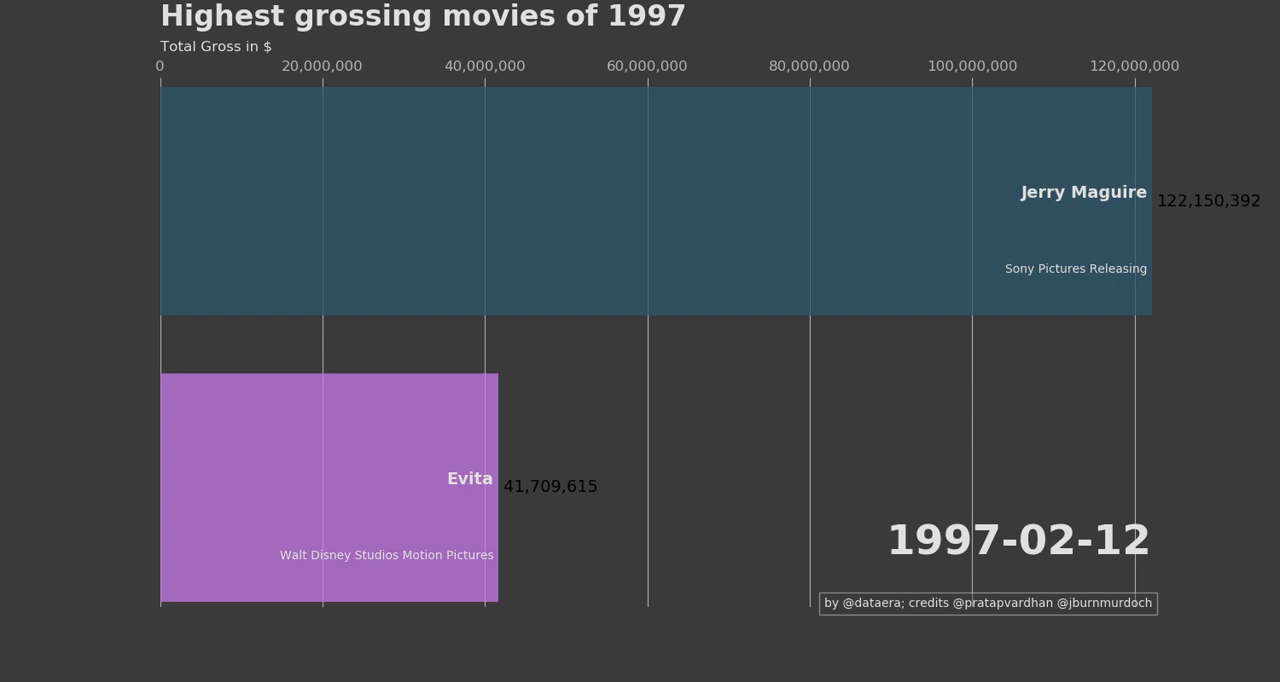 Highest grossing movies of 1997
Total Gross in $
0 20,000,000 40,000,000 60,000,000 80,000,000 100,000,000 120,000,000
Jerry Maguire 122,150,392
Sony Pictures Releasing
Evita 41,709,615
Walt Disney Studios Motion Pictures
1997-02-12
by @dataera; credits @pratapvardhan @jburnmurdoch